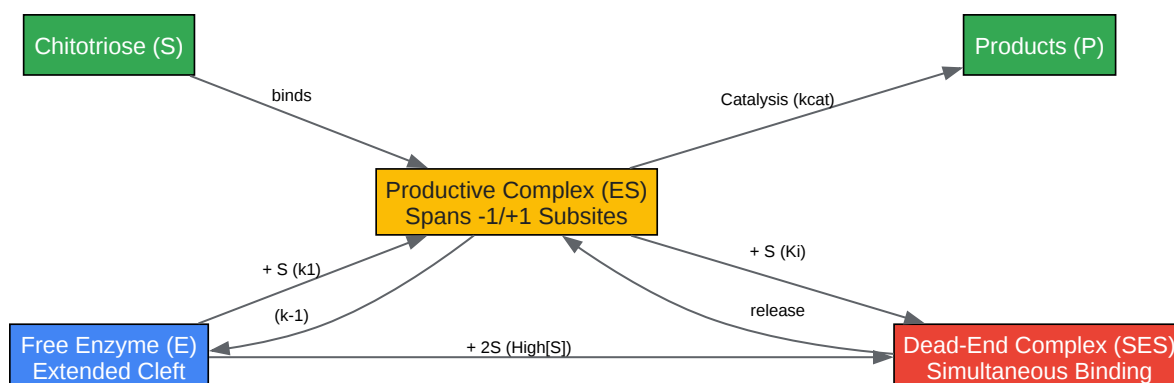 Chitotriose (S)
Products (P)
binds
Catalysis (kcat)
Productive Complex (ES)
Spans -1/+1 Subsites
+ S (k1)
+ S (Ki)
(k-1)
release
+ 2S (High[S])
Free Enzyme (E)
Extended Cleft
Dead-End Complex (SES)
Simultaneous Binding